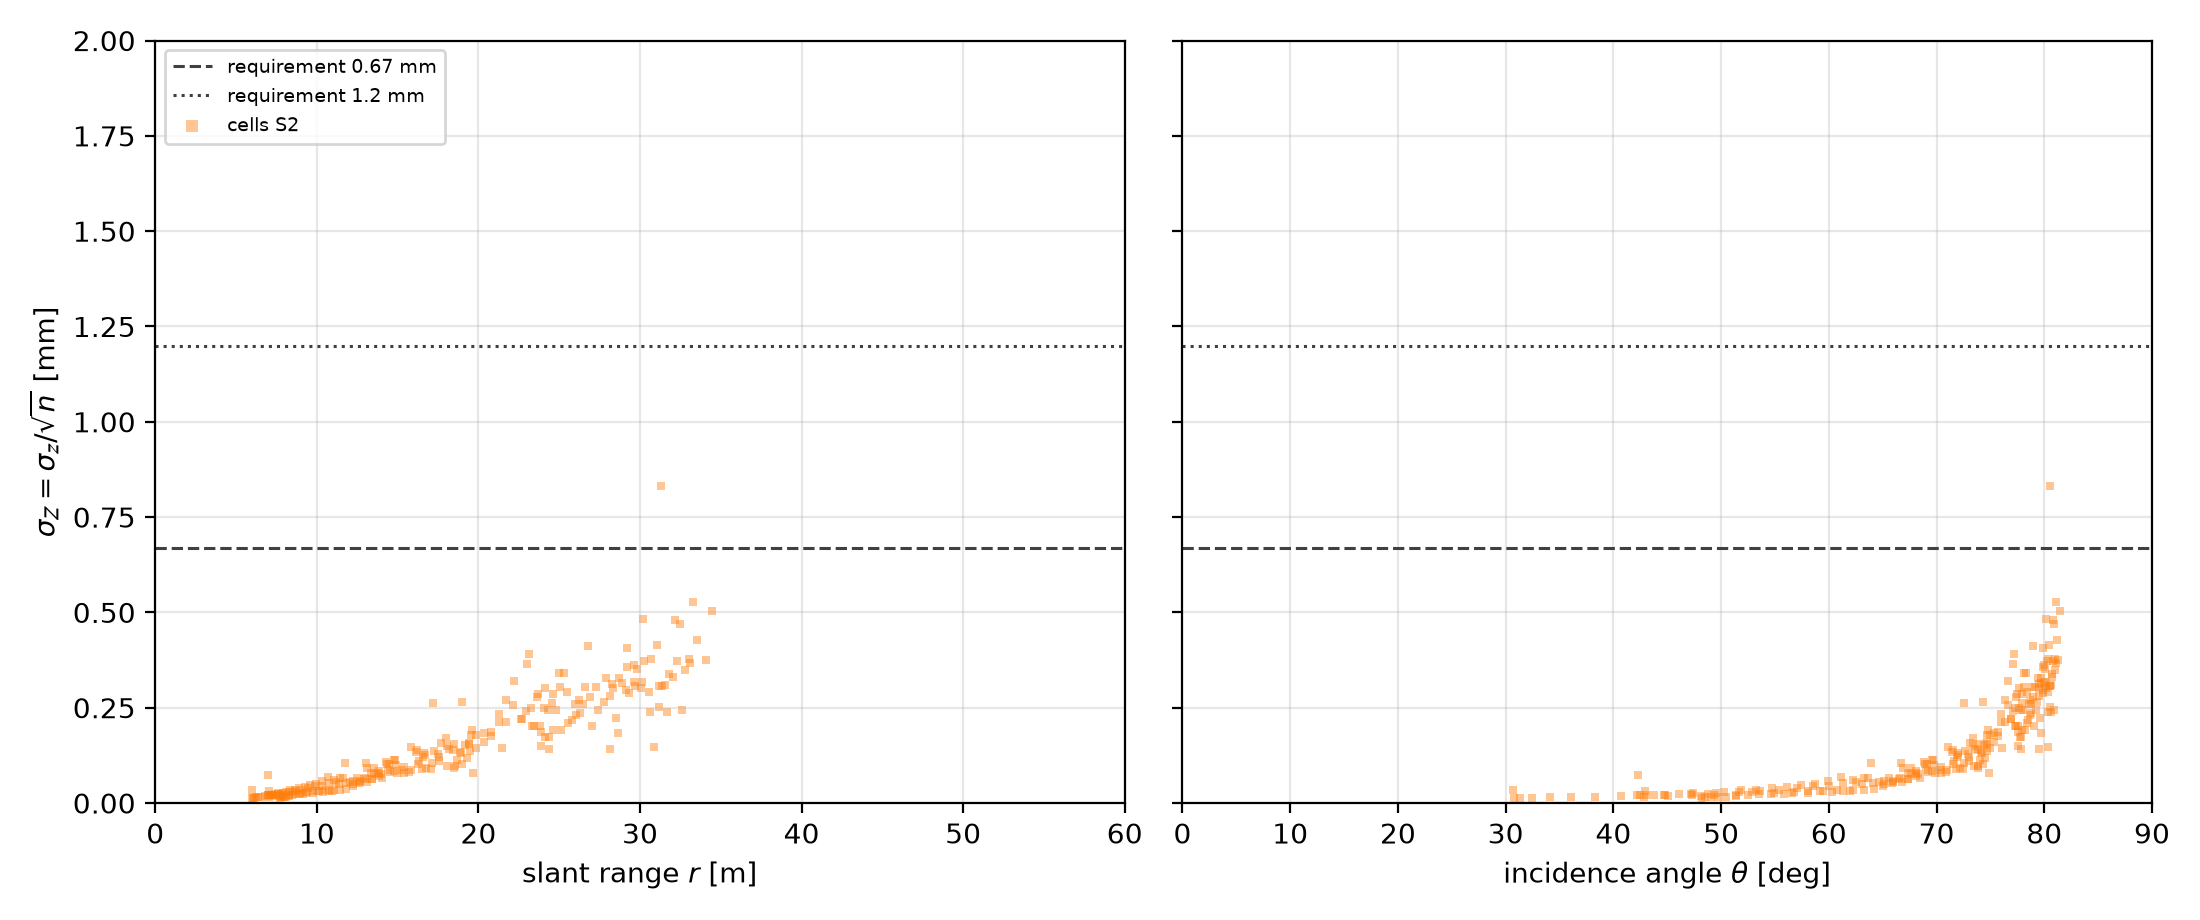 requirement 0.67 mm
requirement 1.2 mm
cells S2
2.00
1.75
1.50
1.25
1.00
0.75
0.50
0.25
0.00
σ_Z = σ_z/√n [mm]
0 10 20 30 40 50 60
slant range r [m]
0 10 20 30 40 50 60 70 80 90
incidence angle θ [deg]